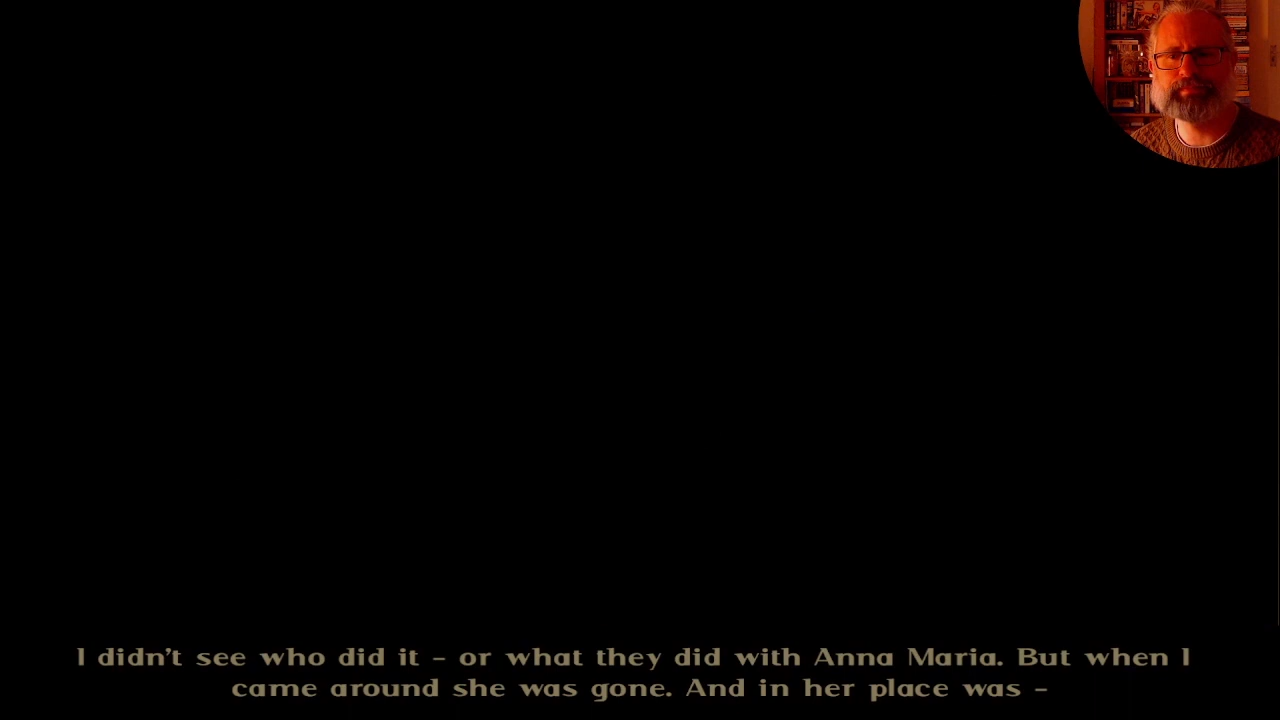 I didn't see who did it - or what they did with Anna Maria. But when I
came around she was gone. And in her place was -